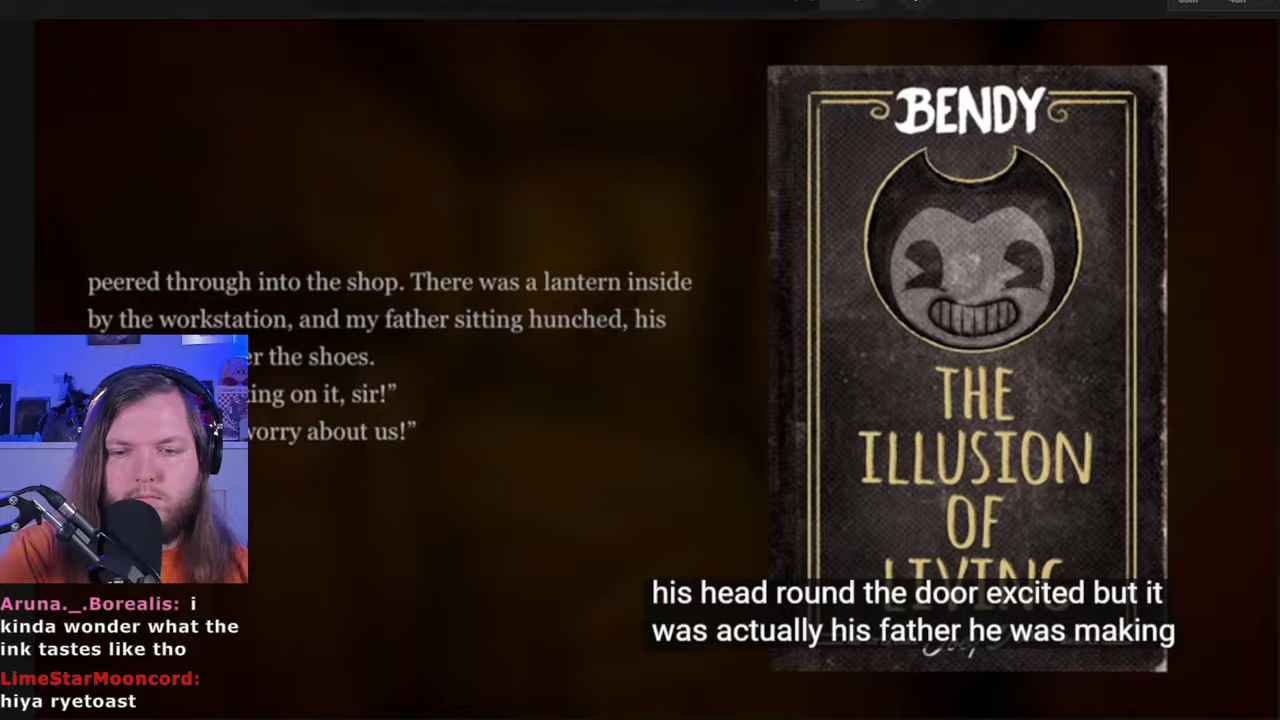 BENDY
THE
ILLUSION
OF
LIVING
peered through into the shop. There was a lantern inside
by the workstation, and my father sitting hunched, his
the shoes.
on it, sir!”
worry about us!”
his head round the door excited but it
was actually his father he was making
Aruna._.Borealis: i
kinda wonder what the
ink tastes like tho
LimeStarMooncord:
hiya ryetoast